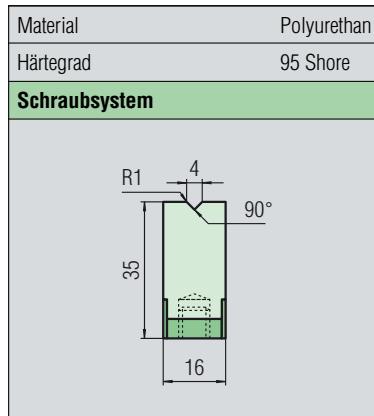 Material Polyurethan
Härtegrad 95 Shore
Schraubsystem
R1 4
90°
35
16